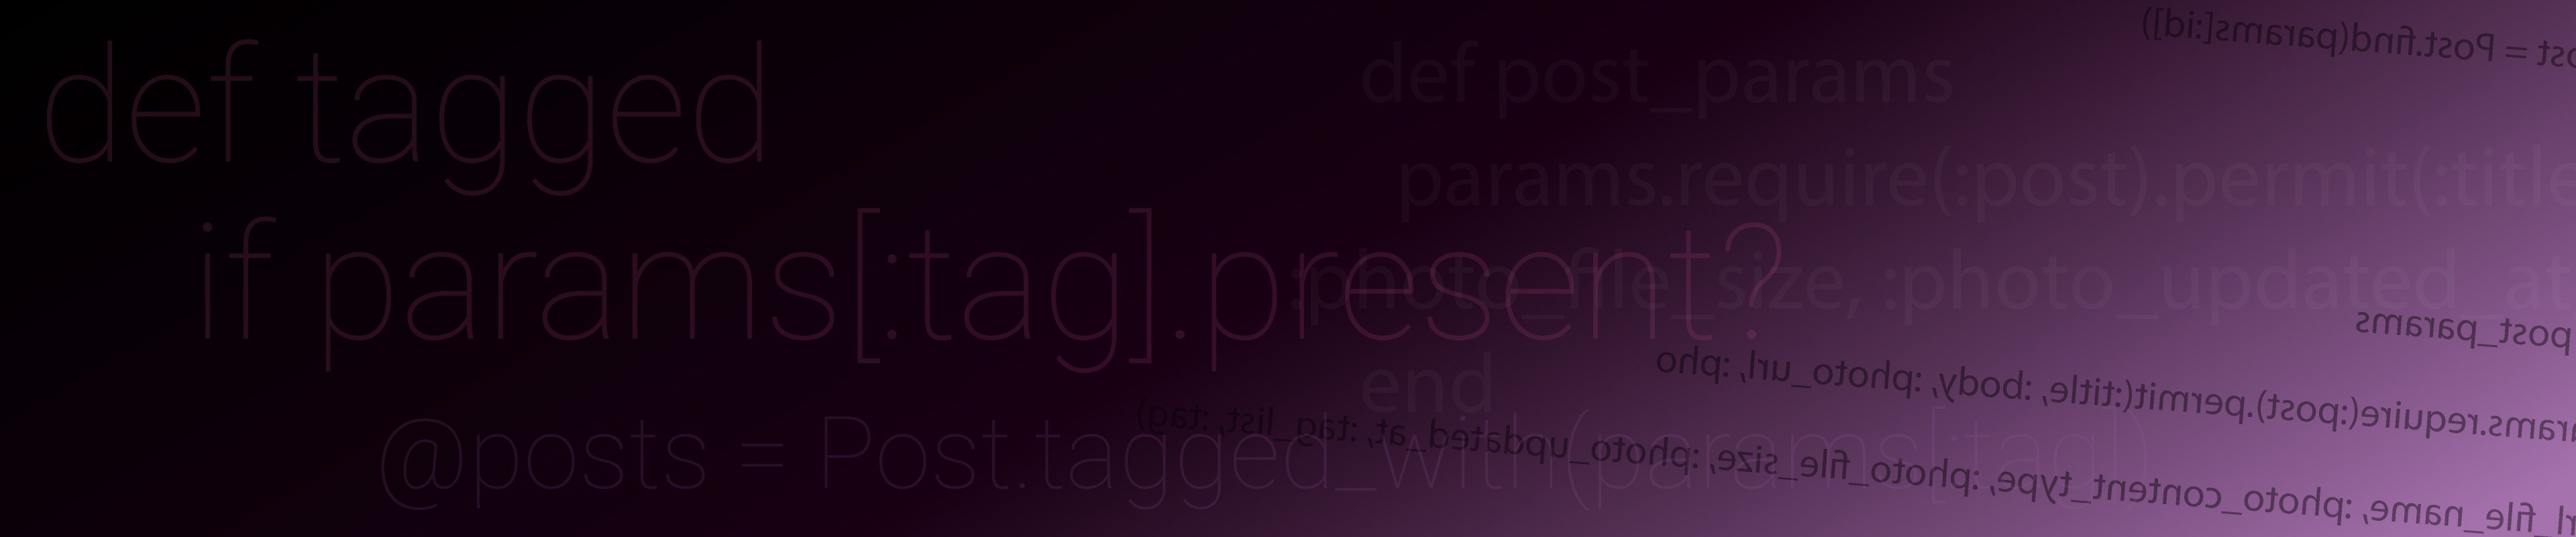 def tagged
if params[:tag].present?
@posts = Post.tagged_with(params[:tag])
def post_params
params.require(:post).permit(:title
:photo_file_size, :photo_updated_at
end
ost = Post.find(params[:id])
post_params
rams.require(:post).permit(:title, :body, :photo_url, :pho
rl_file_name, :photo_content_type, :photo_file_size, :photo_updated_at, :tag_list, :tag)